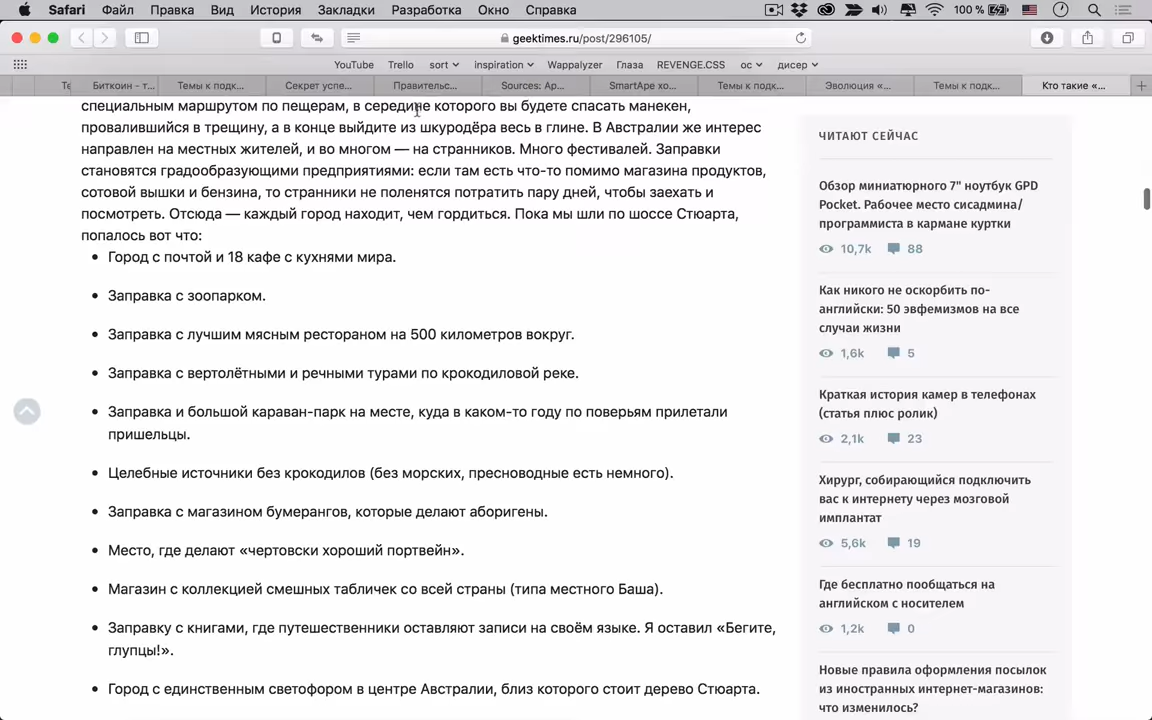 Safari Файл Правка Вид История Закладки Разработка Окно Справка 100 %
geektimes.ru/post/296105/
YouTube Trello sort inspiration Wappalyzer Глаза REVENGE.CSS ос дисер
Те Биткоин - т... Темы к подк... Секрет успе... Правительс... Sources: Ap... SmartApe хо... Темы к подк... Эволюция «... Темы к подк... Кто такие «...
специальным маршрутом по пещерам, в середине которого вы будете спасать манекен,
провалившийся в трещину, а в конце выйдите из шкуродёра весь в глине. В Австралии же интерес
направлен на местных жителей, и во многом — на странников. Много фестивалей. Заправки
становятся градообразующими предприятиями: если там есть что-то помимо магазина продуктов,
сотовой вышки и бензина, то странники не поленятся потратить пару дней, чтобы заехать и
посмотреть. Отсюда — каждый город находит, чем гордиться. Пока мы шли по шоссе Стюарта,
попалось вот что:
• Город с почтой и 18 кафе с кухнями мира.
• Заправка с зоопарком.
• Заправка с лучшим мясным рестораном на 500 километров вокруг.
• Заправка с вертолётными и речными турами по крокодиловой реке.
• Заправка и большой караван-парк на месте, куда в каком-то году по поверьям прилетали
пришельцы.
• Целебные источники без крокодилов (без морских, пресноводные есть немного).
• Заправка с магазином бумерангов, которые делают аборигены.
• Место, где делают «чертовски хороший портвейн».
• Магазин с коллекцией смешных табличек со всей страны (типа местного Баша).
• Заправку с книгами, где путешественники оставляют записи на своём языке. Я оставил «Бегите,
глупцы!».
• Город с единственным светофором в центре Австралии, близ которого стоит дерево Стюарта.
ЧИТАЮТ СЕЙЧАС
Обзор миниатюрного 7" ноутбук GPD
Pocket. Рабочее место сисадмина/
программиста в кармане куртки
10,7k 88
Как никого не оскорбить по-
английски: 50 эвфемизмов на все
случаи жизни
1,6k 5
Краткая история камер в телефонах
(статья плюс ролик)
2,1k 23
Хирург, собирающийся подключить
вас к интернету через мозговой
имплантат
5,6k 19
Где бесплатно пообщаться на
английском с носителем
1,2k 0
Новые правила оформления посылок
из иностранных интернет-магазинов:
что изменилось?